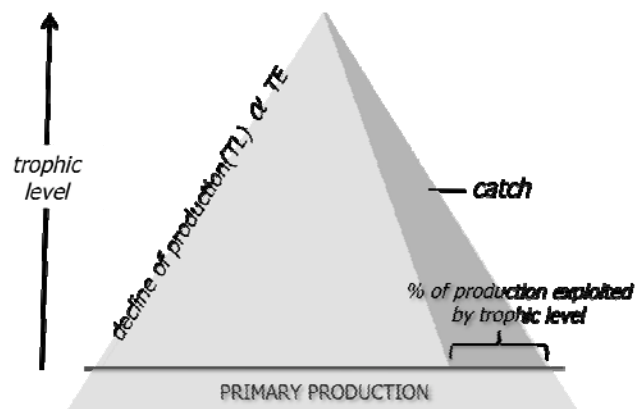 decline of production(TL) α TE
trophic
level
catch
% of production exploited
by trophic level
PRIMARY PRODUCTION